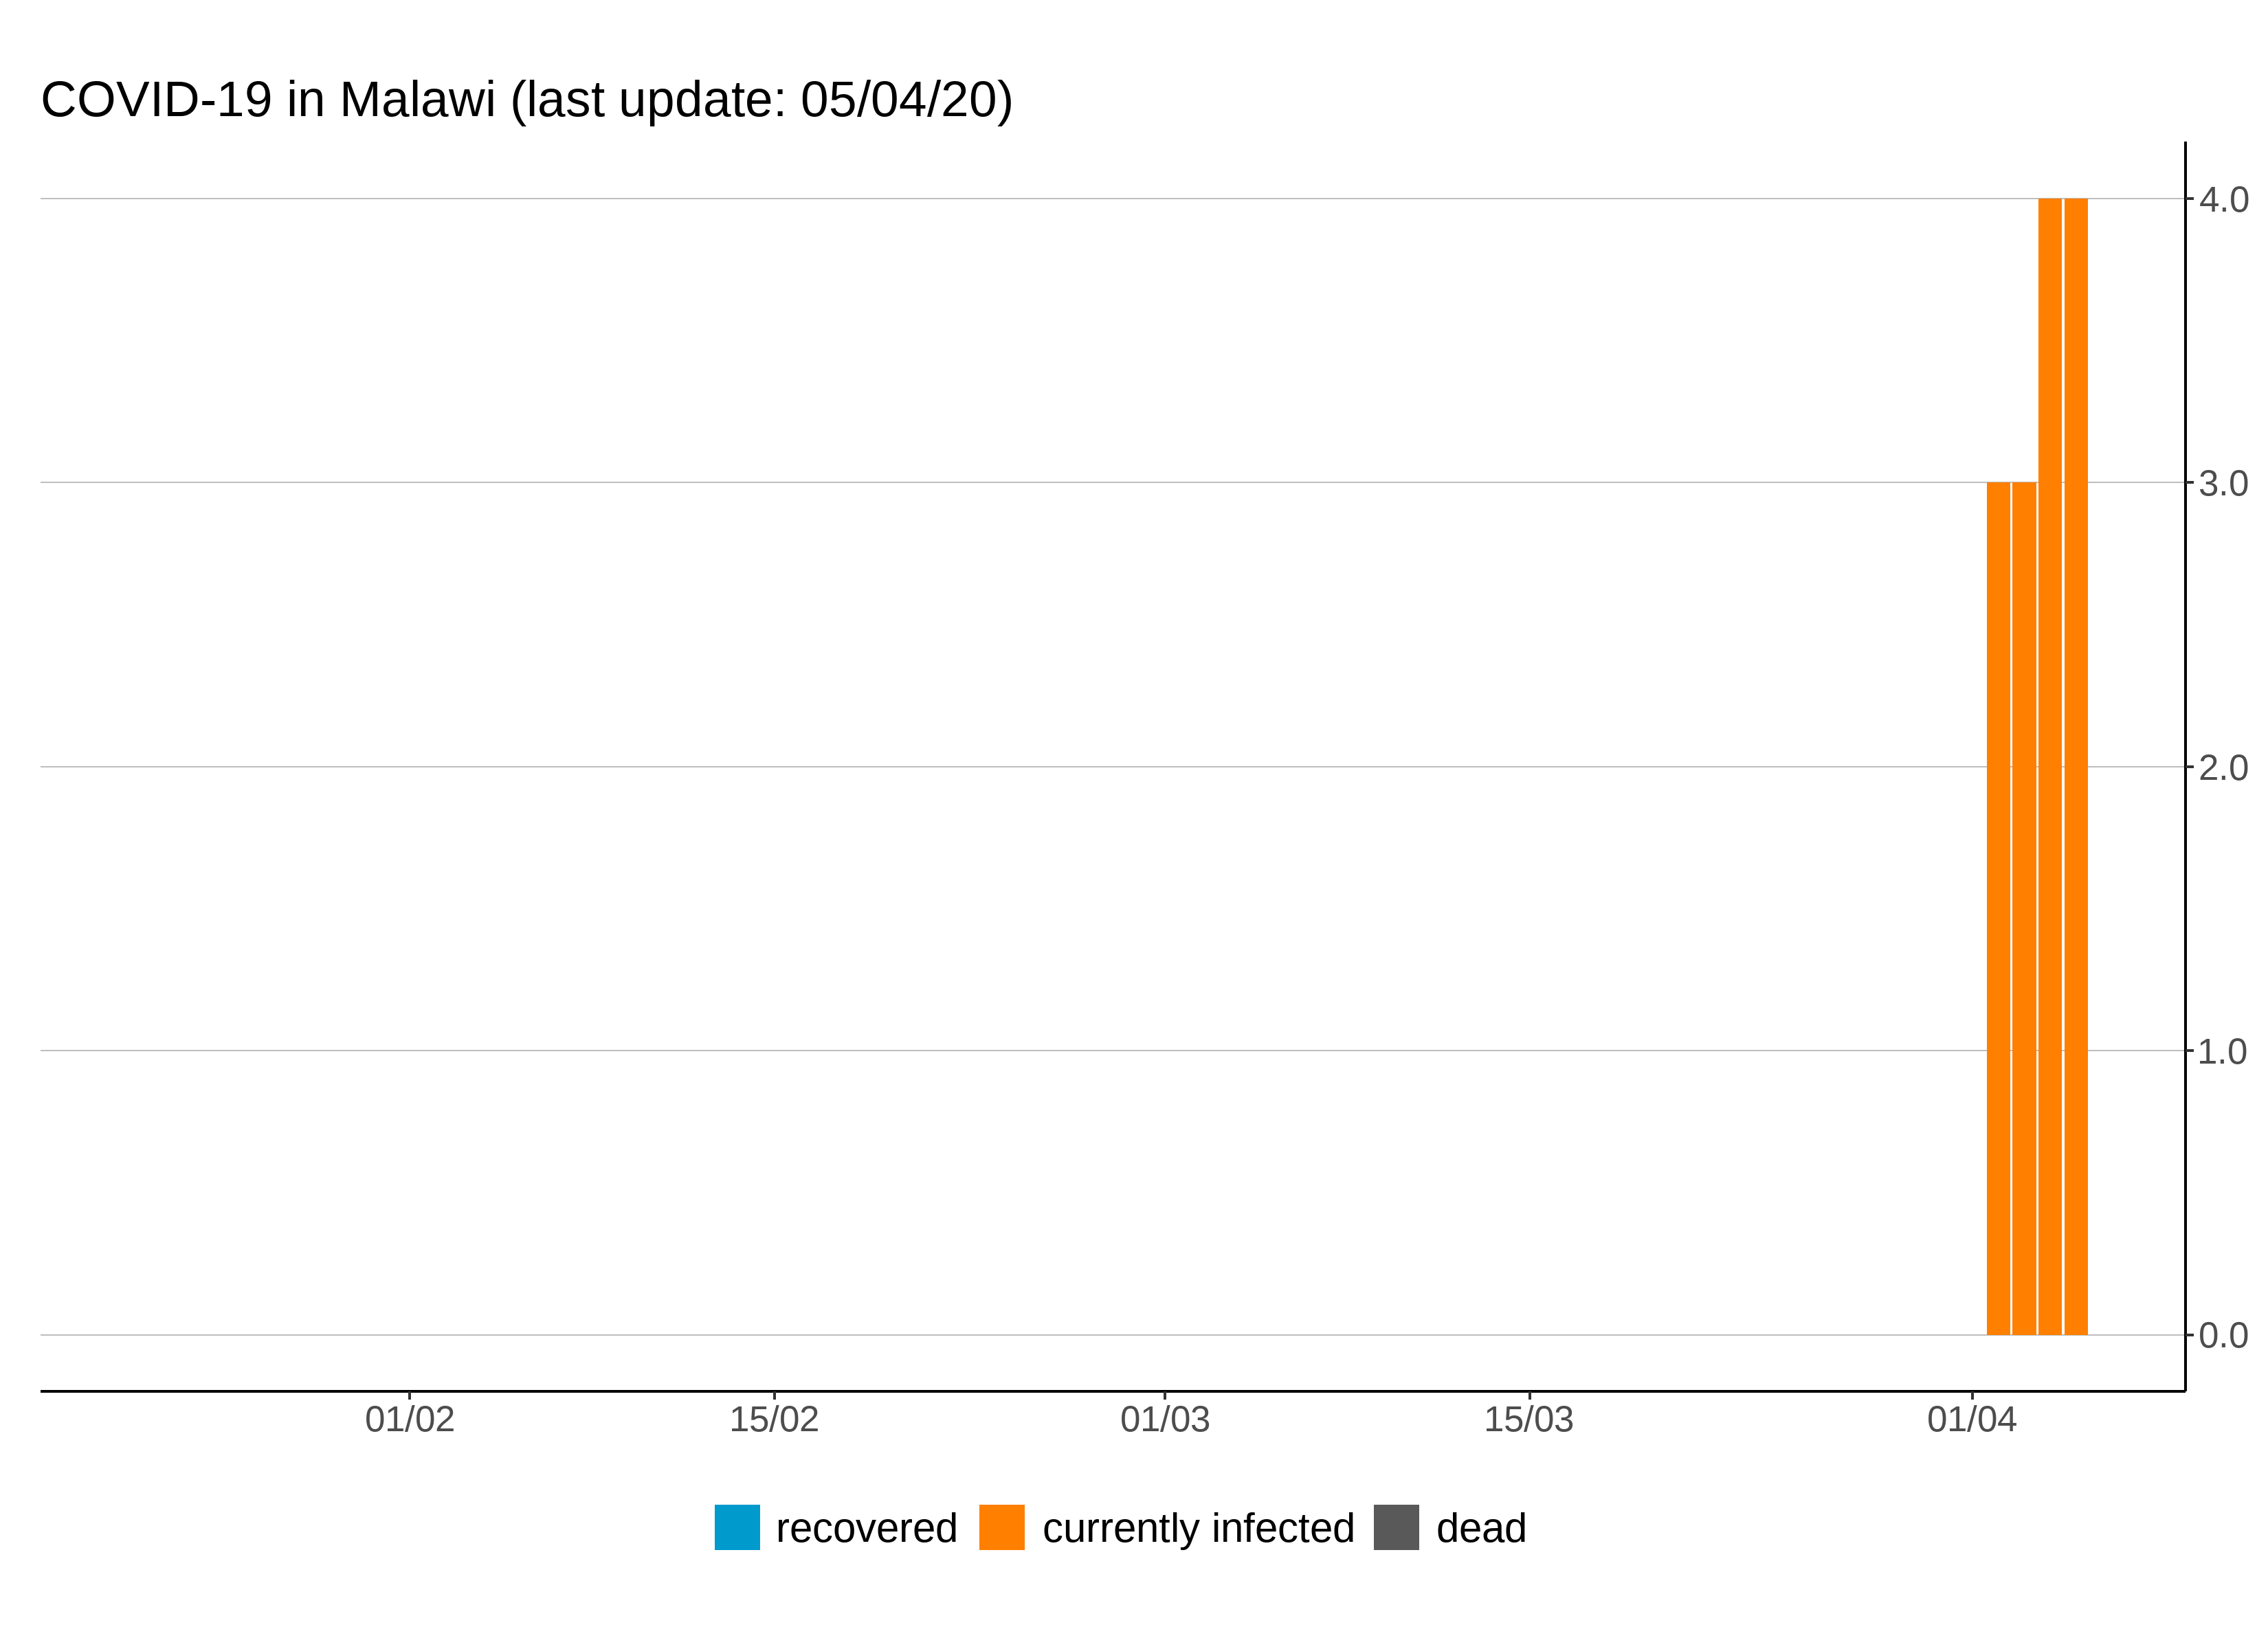 COVID-19 in Malawi (last update: 05/04/20)
4.0
3.0
2.0
1.0
0.0
01/02 15/02 01/03 15/03 01/04
recovered currently infected dead